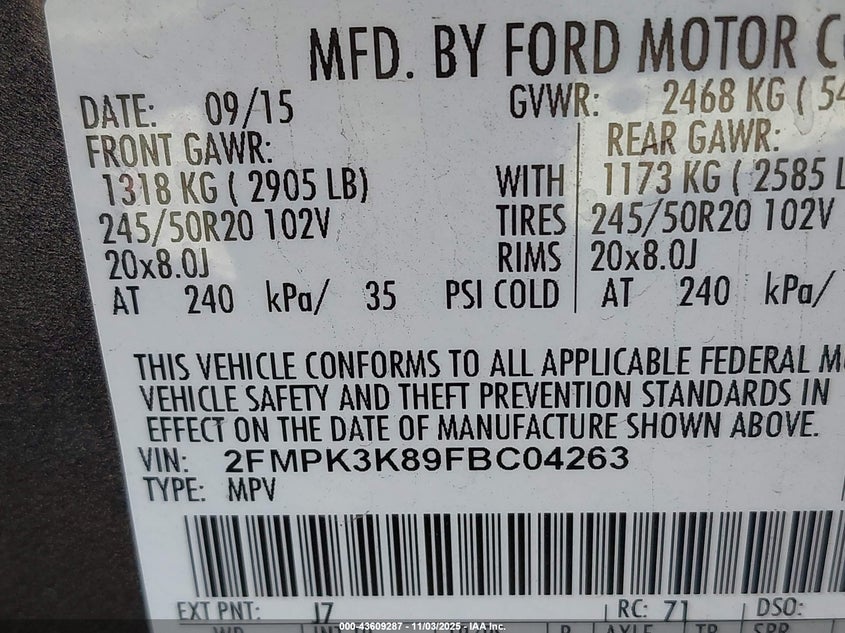 MFD. BY FORD MOTOR
DATE: 09/15 GVWR: 2468 KG ( 54
FRONT GAWR: REAR GAWR:
1318 KG ( 2905 LB) WITH 1173 KG ( 2585 L
245/50R20 102V TIRES 245/50R20 102V
20x8.0J RIMS 20x8.0J
AT 240 kPa/ 35 PSI COLD AT 240 kPa/
THIS VEHICLE CONFORMS TO ALL APPLICABLE FEDERAL
VEHICLE SAFETY AND THEFT PREVENTION STANDARDS IN
EFFECT ON THE DATE OF MANUFACTURE SHOWN ABOVE.
VIN: 2FMPK3K89FBC04263
TYPE: MPV
EXT PNT: J7 RC: 71 DSO:
000-43609287 - 11/03/2025 - IAA Inc.